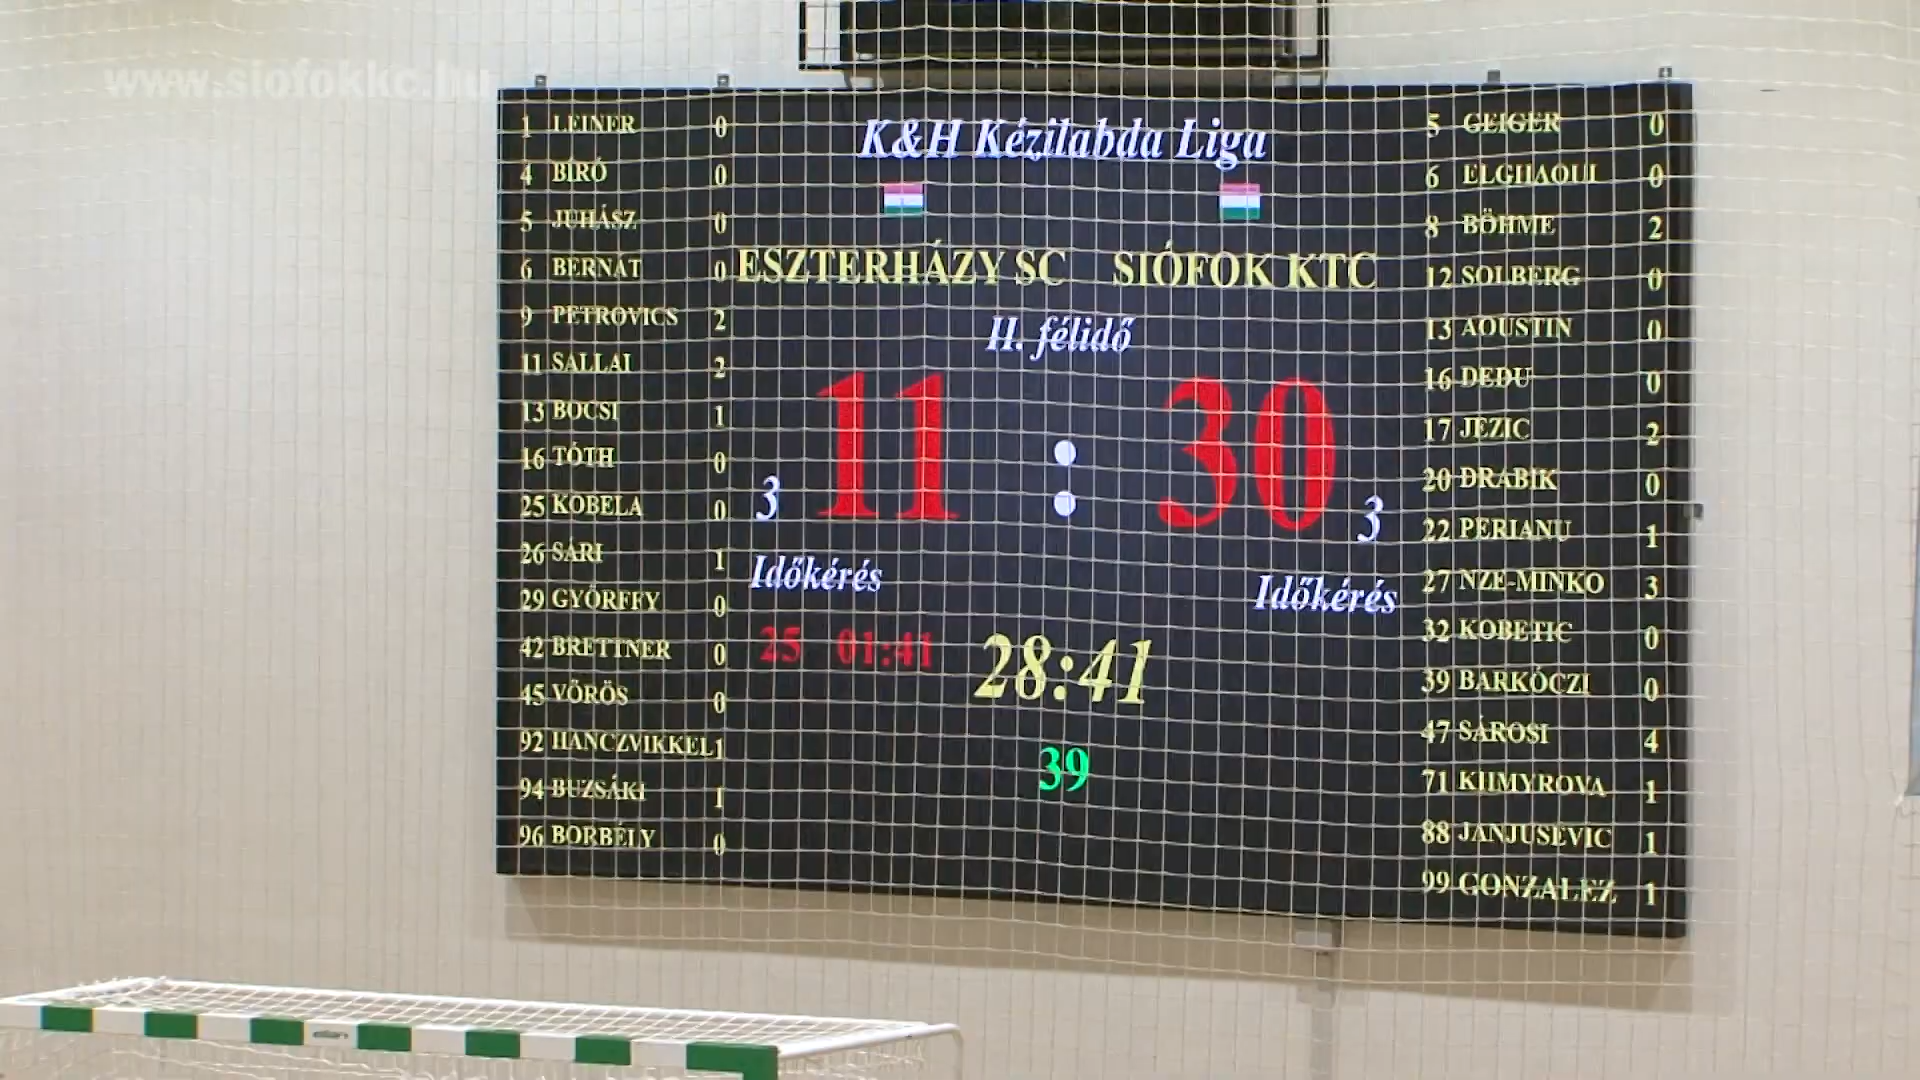 www.siofokkc.hu
K&H Kézilabda Liga
ESZTERHÁZY SC SIÓFOK KTC
II. félidő
11 : 30
3 3
Időkérés Időkérés
25 01:41
28:41
39
1 LEINER 0
4 BÍRÓ 0
5 JUHÁSZ 0
6 BERNÁT 0
9 PETROVICS 2
11 SALLAI 2
13 BOCSI 1
16 TÓTH 0
25 KOBELA 0
26 SÁRI 1
29 GYÖRFFY 0
42 BRETTNER 0
45 VÖRÖS 0
92 HANCZVIKKEL 1
94 BUZSÁKI 1
96 BORBÉLY 0
5 GEIGER 0
6 ELGHAOUI 0
8 BÖHME 2
12 SOLBERG 0
13 AOUSTIN 0
16 DEDU 0
17 JEZIC 2
20 DRABIK 0
22 PERIANU 1
27 NZE-MINKO 3
32 KOBETIC 0
39 BARKÓCZI 0
47 SÁROSI 4
71 KHMYROVA 1
88 JANJUSEVIC 1
99 GONZALEZ 1